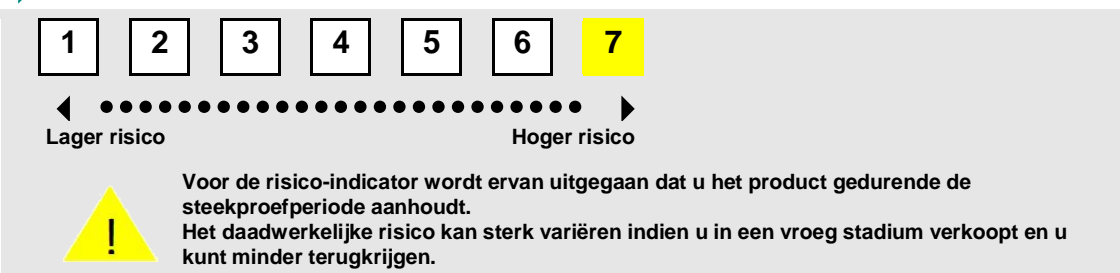 1 2 3 4 5 6 7
Lager risico Hoger risico
Voor de risico-indicator wordt ervan uitgegaan dat u het product gedurende de
steekproefperiode aanhoudt.
! Het daadwerkelijke risico kan sterk variëren indien u in een vroeg stadium verkoopt en u
kunt minder terugkrijgen.